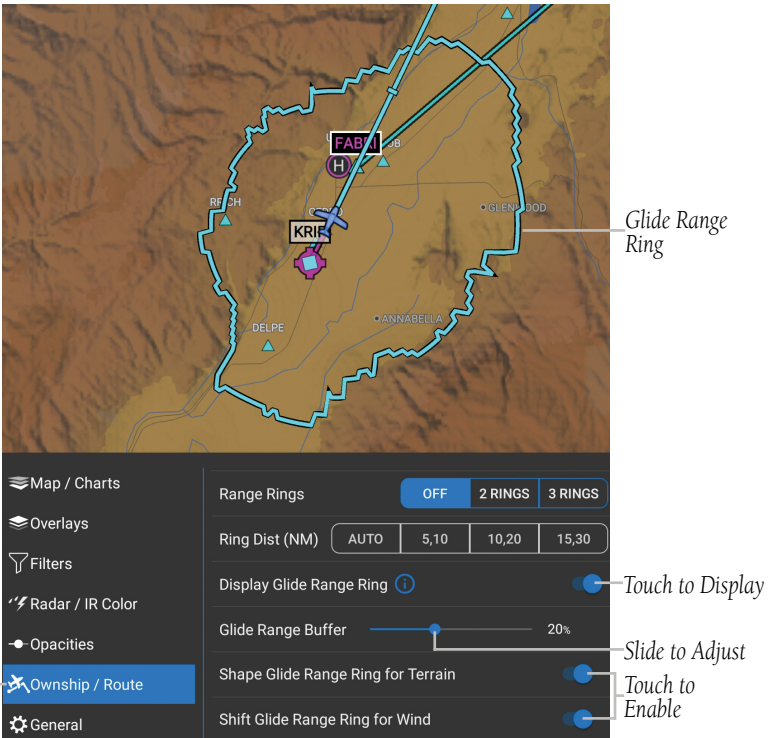 FABRI
H
RF CH
GLENWOOD
KRIF
ANNABELLA
DELPE
Glide Range
Ring
Map / Charts
Overlays
Filters
Radar / IR Color
Opacities
Ownship / Route
General
Range Rings
OFF
2 RINGS
3 RINGS
Ring Dist (NM)
AUTO
5,10
10,20
15,30
Display Glide Range Ring
Glide Range Buffer
20%
Shape Glide Range Ring for Terrain
Shift Glide Range Ring for Wind
Touch to Display
Slide to Adjust
Touch to
Enable